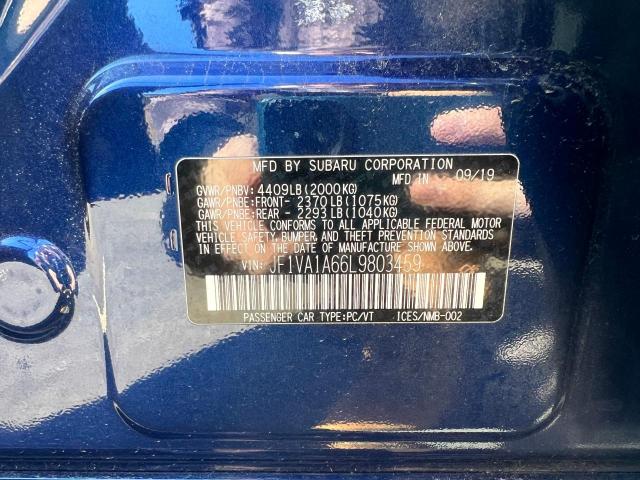 MFD BY SUBARU CORPORATION
MFD IN 09/19
GVWR/PNBV: 4409LB(2000KG)
GAWR/PNBE:FRONT- 2370LB(1075KG)
GAWR/PNBE:REAR - 2293LB(1040KG)
THIS VEHICLE CONFORMS TO ALL APPLICABLE FEDERAL MOTOR
VEHICLE SAFETY, BUMPER, AND THEFT PREVENTION STANDARDS
IN EFFECT ON THE DATE OF MANUFACTURE SHOWN ABOVE.
VIN: JF1VA1A66L9803459
PASSENGER CAR TYPE:PC/VT ICES/NMB-002